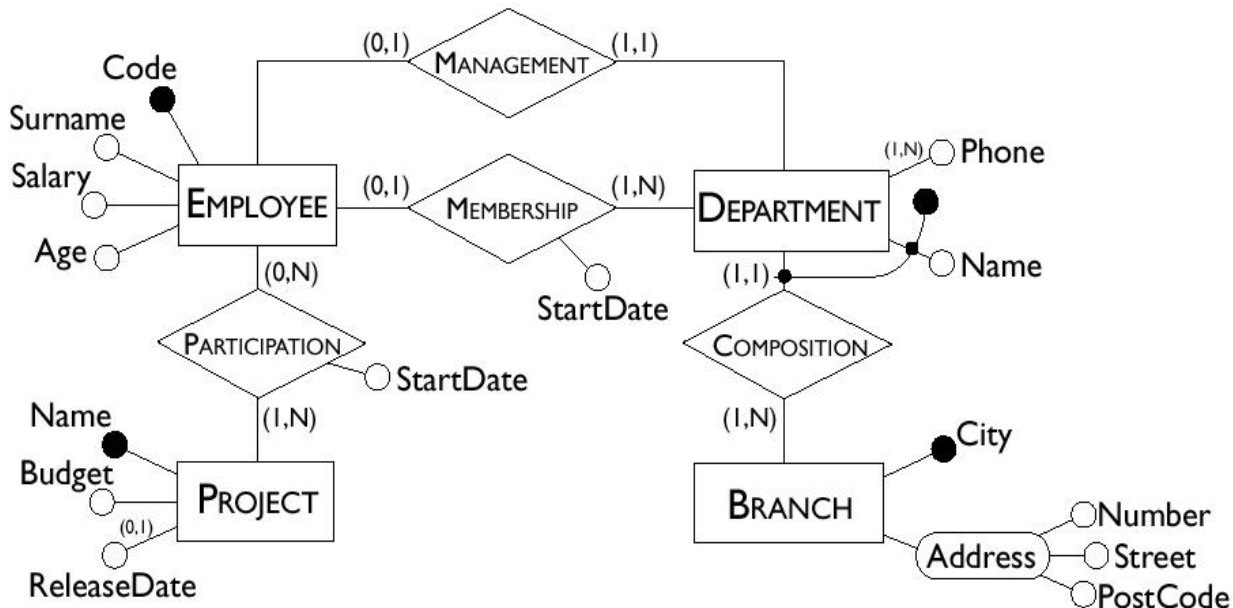 (0,1) MANAGEMENT (1,1)
Code
Surname
Salary
Age
EMPLOYEE
(0,1) MEMBERSHIP (1,N)
StartDate
DEPARTMENT
(1,N) Phone
Name
(0,N)
PARTICIPATION
StartDate
(1,N)
(1,1)
COMPOSITION
(1,N)
Name
Budget
(0,1)
ReleaseDate
PROJECT
BRANCH
City
Address
Number
Street
PostCode